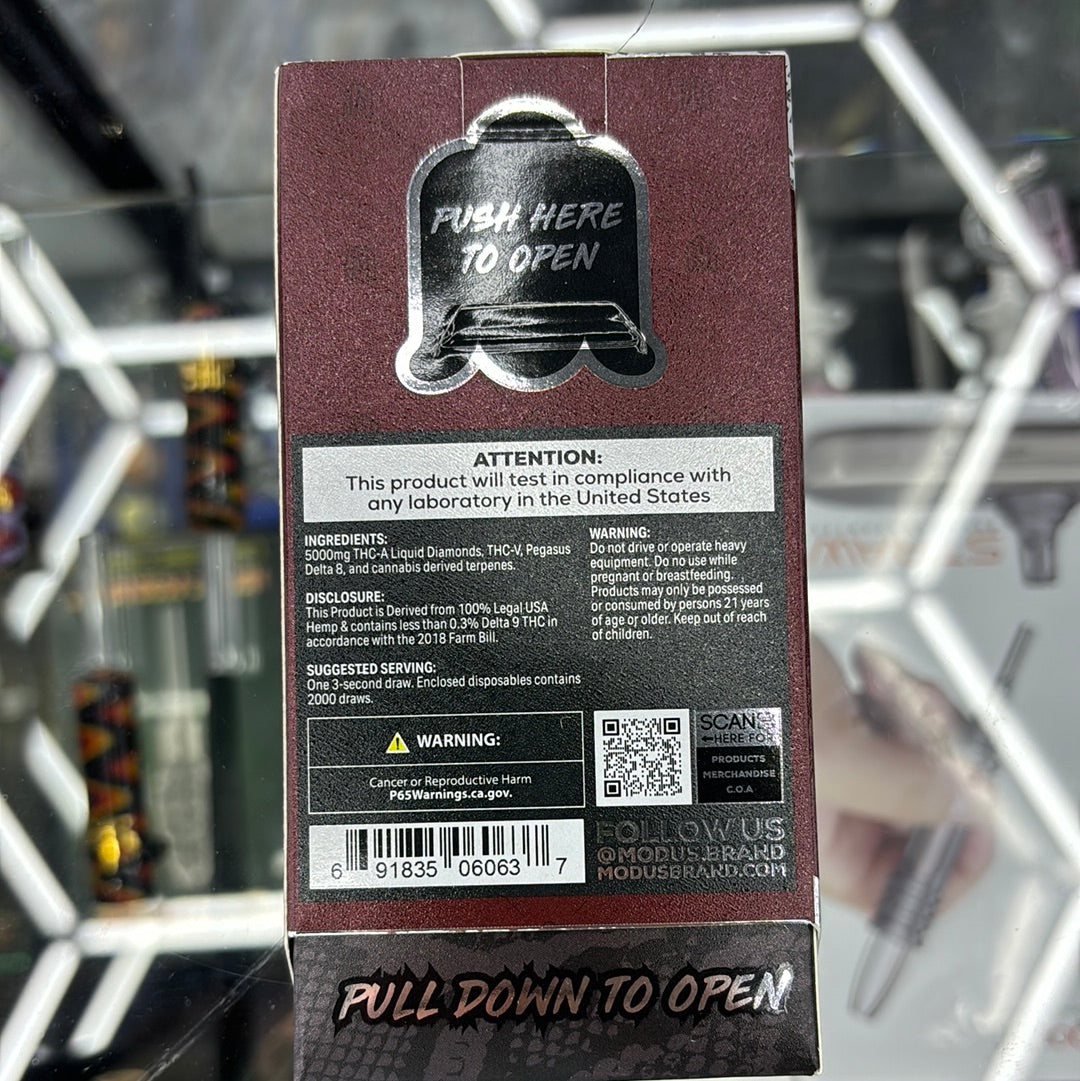 PUSH HERE
TO OPEN
ATTENTION:
This product will test in compliance with
any laboratory in the United States
INGREDIENTS:
5000mg THC-A Liquid Diamonds, THC-V, Pegasus
Delta 8, and cannabis derived terpenes.
DISCLOSURE:
This Product is Derived from 100% Legal USA
Hemp & contains less than 0.3% Delta 9 THC in
accordance with the 2018 Farm Bill.
SUGGESTED SERVING:
One 3-second draw. Enclosed disposables contains
2000 draws.
WARNING:
Do not drive or operate heavy
equipment. Do no use while
pregnant or breastfeeding.
Products may only be possessed
or consumed by persons 21 years
of age or older. Keep out of reach
of children.
WARNING:
Cancer or Reproductive Harm
P65Warnings.ca.gov.
SCAN
HERE FOR
PRODUCTS
MERCHANDISE
C.O.A
6 91835 06063 7
FOLLOW US
@MODUS.BRAND
MODUSBRAND.COM
PULL DOWN TO OPEN